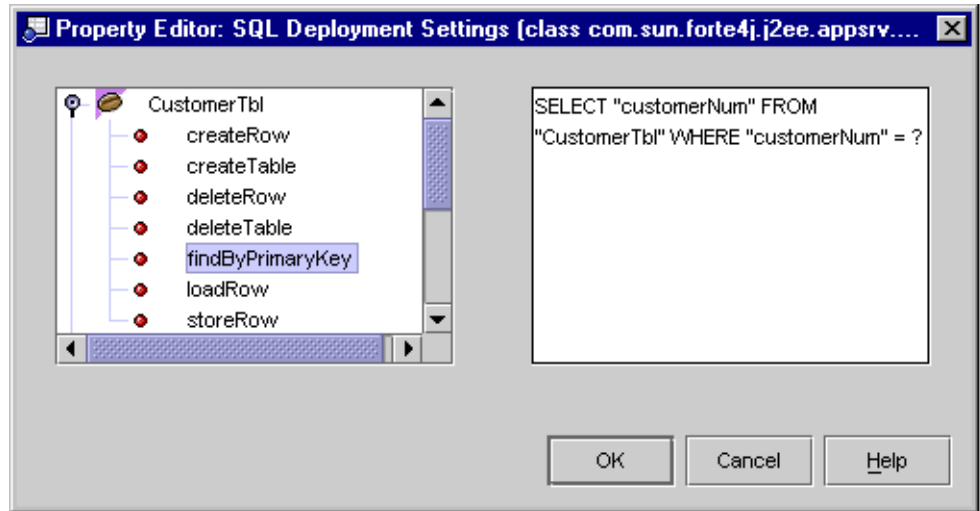 Property Editor: SQL Deployment Settings (class com.sun.forte4j.j2ee.appsrv....
CustomerTbl
createRow
createTable
deleteRow
deleteTable
findByPrimaryKey
loadRow
storeRow
SELECT "customerNum" FROM
"CustomerTbl" WHERE "customerNum" = ?
OK
Cancel
Help